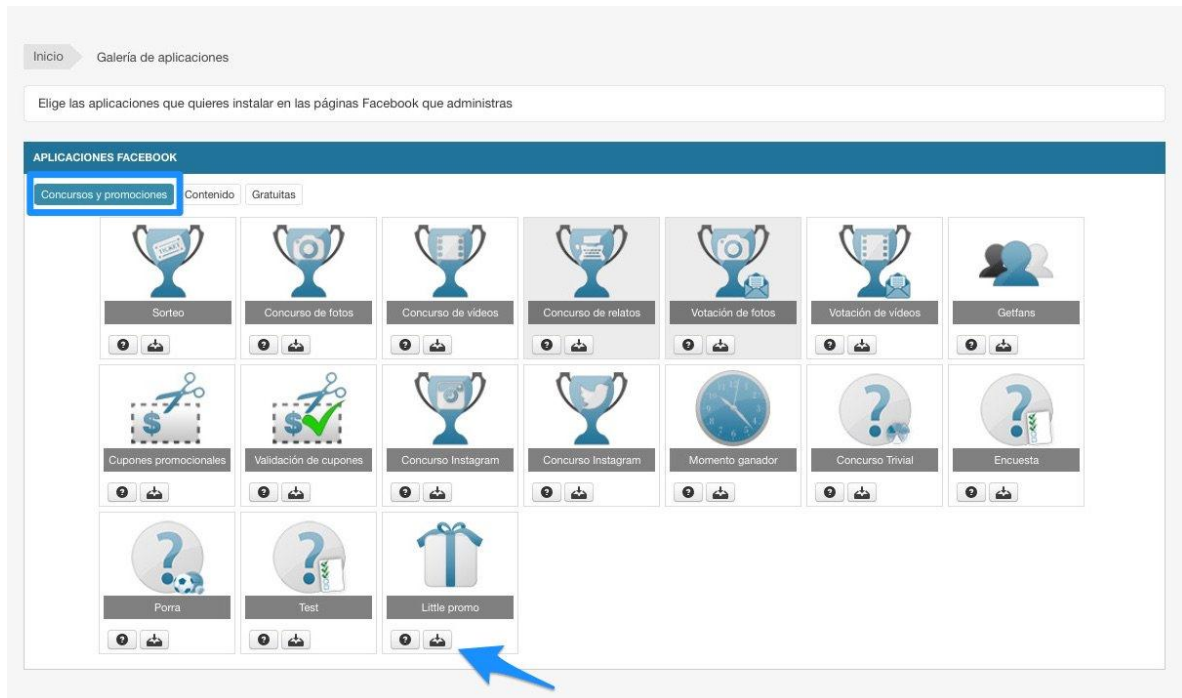 Inicio
Galería de aplicaciones
Elige las aplicaciones que quieres instalar en las páginas Facebook que administras
APLICACIONES FACEBOOK
Concursos y promociones
Contenido
Gratuitas
TICKET
Sorteo
Concurso de fotos
Concurso de vídeos
Concurso de relatos
Votación de fotos
Votación de vídeos
Getfans
$
$
Cupones promocionales
Validación de cupones
Concurso Instagram
Concurso Instagram
Momento ganador
Concurso Trivial
Encuesta
Porra
Test
Little promo